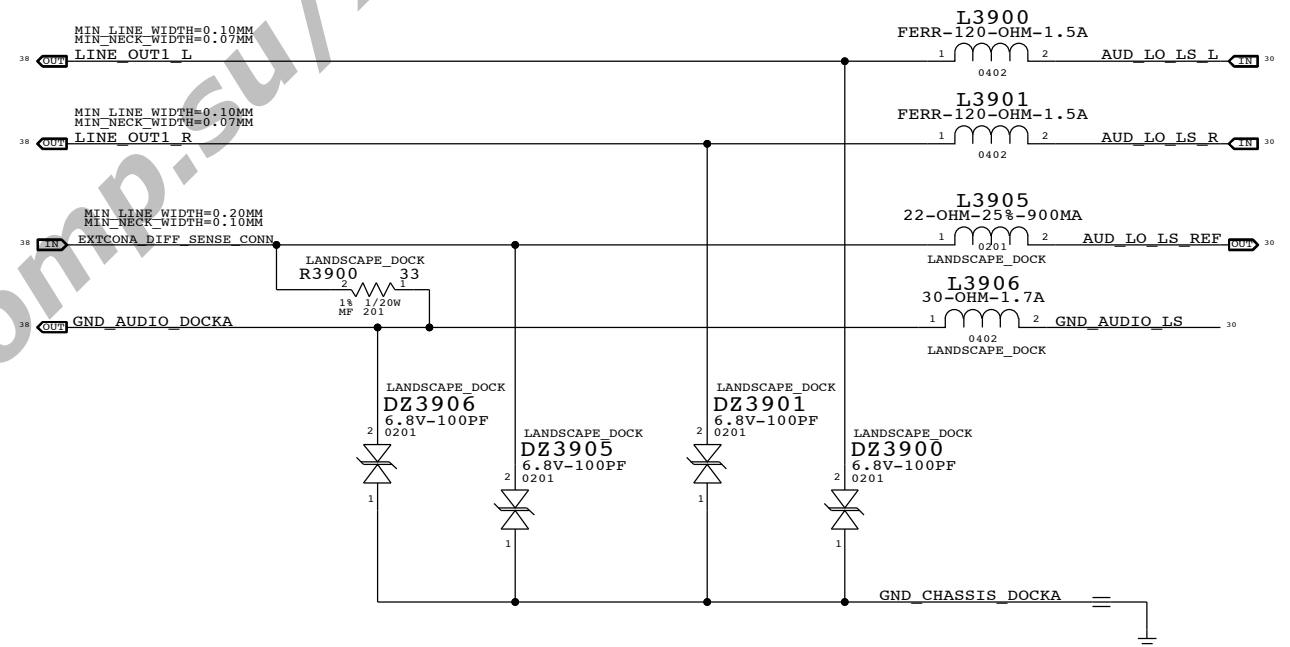 L3900
FERR-120-OHM-1.5A
MIN_LINE_WIDTH=0.10MM
MIN_NECK_WIDTH=0.07MM
38 OUT LINE_OUT1_L 1 2 AUD_LO_LS_L IN 30
0402
L3901
FERR-120-OHM-1.5A
MIN_LINE_WIDTH=0.10MM
MIN_NECK_WIDTH=0.07MM
38 OUT LINE_OUT1_R 1 2 AUD_LO_LS_R IN 30
0402
L3905
22-OHM-25%-900MA
MIN_LINE_WIDTH=0.20MM
MIN_NECK_WIDTH=0.10MM
38 IN EXTCONA_DIFF_SENSE_CONN 1 2 AUD_LO_LS_REF OUT 30
0201
LANDSCAPE_DOCK
LANDSCAPE_DOCK
R3900 33
2 1
1% 1/20W
MF 201
L3906
30-OHM-1.7A
38 OUT GND_AUDIO_DOCKA 1 2 GND_AUDIO_LS 30
0402
LANDSCAPE_DOCK
LANDSCAPE_DOCK
DZ3906
6.8V-100PF
2 0201
1
LANDSCAPE_DOCK
DZ3905
6.8V-100PF
2 0201
1
LANDSCAPE_DOCK
DZ3901
6.8V-100PF
2 0201
1
LANDSCAPE_DOCK
DZ3900
6.8V-100PF
2 0201
1
GND_CHASSIS_DOCKA
omp.su/